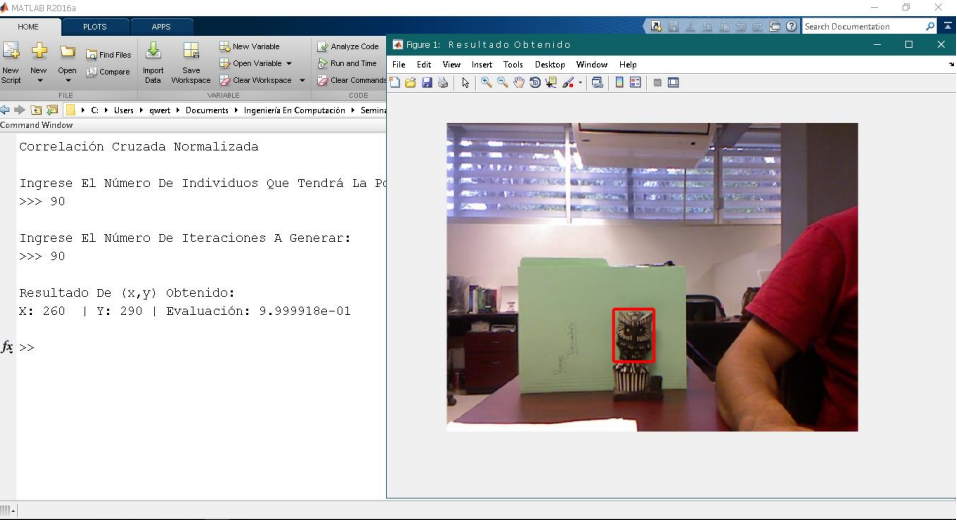 MATLAB R2016a
HOME PLOTS APPS
Search Documentation
New Script
New
Open
Find Files
Compare
Import Data
Save Workspace
New Variable
Open Variable
Clear Workspace
Analyze Code
Run and Time
Clear Commands
FILE VARIABLE CODE
C: Users qwert Documents Ingeniería En Computación Semina
Command Window
Correlación Cruzada Normalizada
Ingrese El Número De Individuos Que Tendrá La Po
>>> 90
Ingrese El Número De Iteraciones A Generar:
>>> 90
Resultado De (x,y) Obtenido:
X: 260 | Y: 290 | Evaluación: 9.999918e-01
fx >>
Figure 1: Resultado Obtenido
File Edit View Insert Tools Desktop Window Help